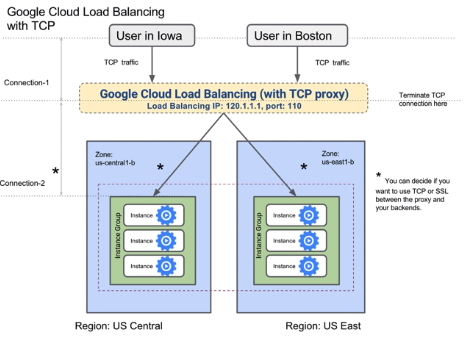 Google Cloud Load Balancing
with TCP
User in Iowa
User in Boston
TCP traffic
TCP traffic
Connection-1
Google Cloud Load Balancing (with TCP proxy)
Load Balancing IP: 120.1.1.1, port: 110
Terminate TCP
connection here
Zone:
us-central1-b
Zone:
us-east1-b
*
*
*
Connection-2
* You can decide if you
want to use TCP or SSL
between the proxy and
your backends.
Instance Group
Instance
Instance
Instance
Instance Group
Instance
Instance
Instance
Region: US Central
Region: US East